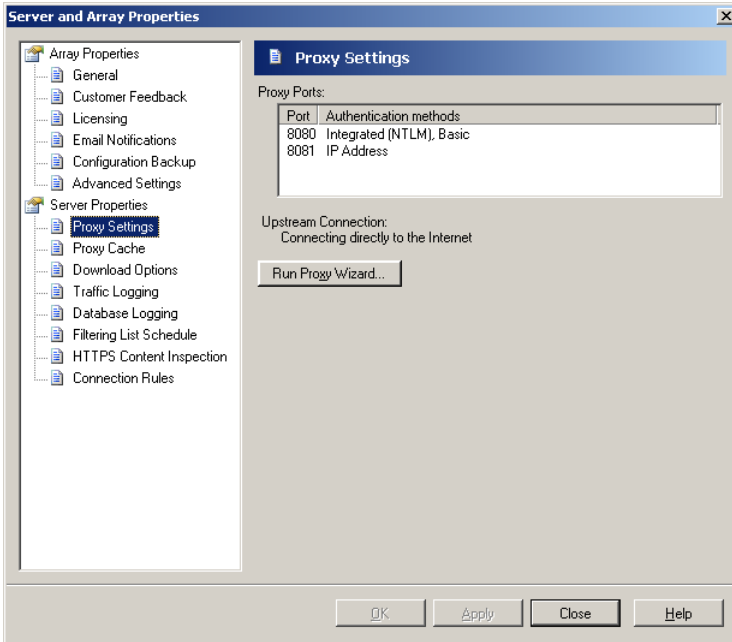 Server and Array Properties
Array Properties
General
Customer Feedback
Licensing
Email Notifications
Configuration Backup
Advanced Settings
Server Properties
Proxy Settings
Proxy Cache
Download Options
Traffic Logging
Database Logging
Filtering List Schedule
HTTPS Content Inspection
Connection Rules
Proxy Settings
Proxy Ports:
Port Authentication methods
8080 Integrated (NTLM), Basic
8081 IP Address
Upstream Connection:
Connecting directly to the Internet
Run Proxy Wizard...
OK Apply Close Help